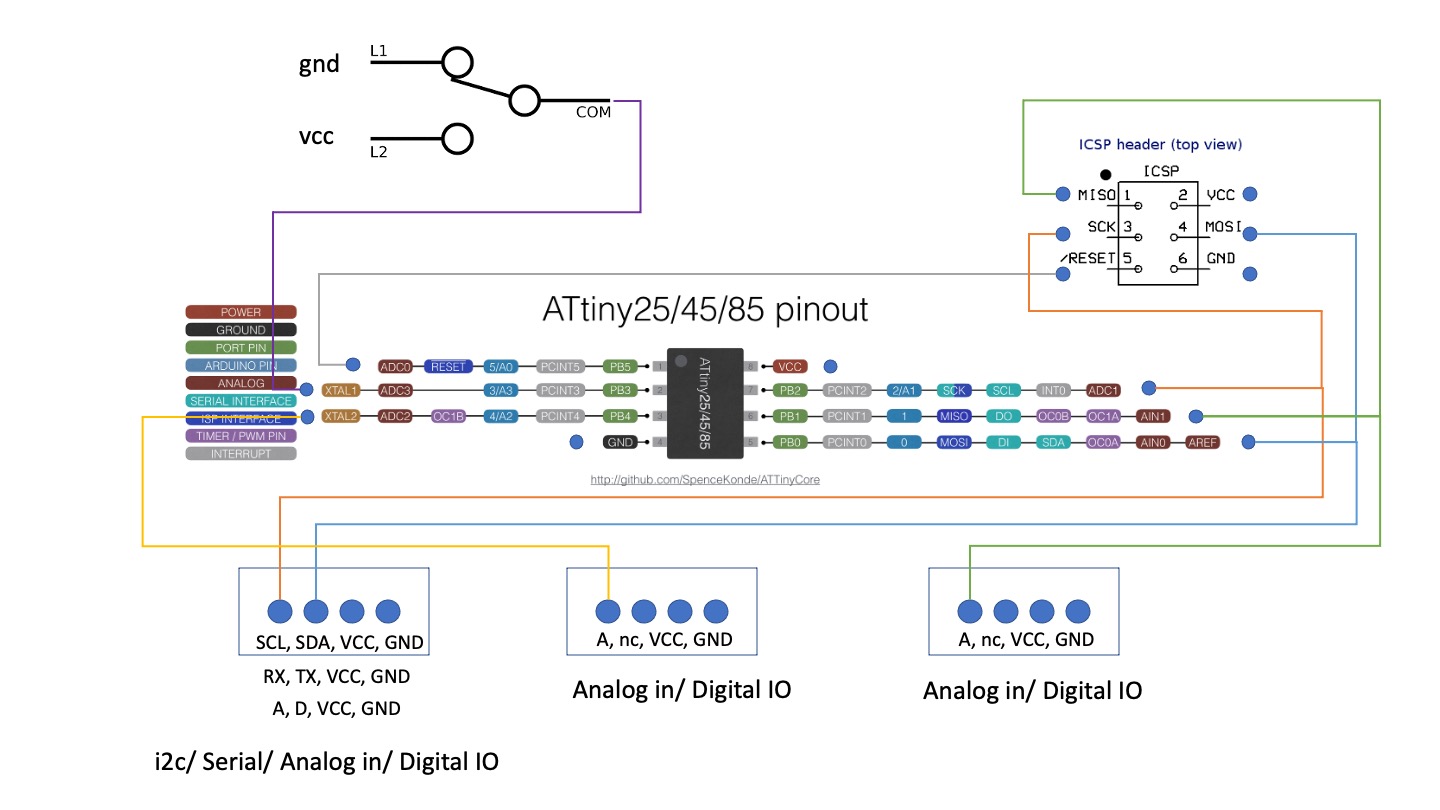 L1
gnd
COM
vcc
L2
ICSP header (top view)
ICSP
MISO 1 2 VCC
SCK 3 4 MOSI
/RESET 5 6 GND
ATtiny25/45/85 pinout
POWER
GROUND
PORT PIN
ARDUINO PIN
ANALOG
SERIAL INTERFACE
ISP INTERFACE
TIMER / PWM PIN
INTERRUPT
ADC0 RESET 5/A0 PCINT5 PB5 1 8 VCC
XTAL1 ADC3 3/A3 PCINT3 PB3 2 7 PB2 PCINT2 2/A1 SCK SCL INT0 ADC1
XTAL2 ADC2 OC1B 4/A2 PCINT4 PB4 3 6 PB1 PCINT1 1 MISO DO OC0B OC1A AIN1
GND 4 5 PB0 PCINT0 0 MOSI DI SDA OC0A AIN0 AREF
ATtiny25/45/85
http://github.com/SpenceKonde/ATTinyCore
SCL, SDA, VCC, GND
RX, TX, VCC, GND
A, D, VCC, GND
i2c/ Serial/ Analog in/ Digital IO
A, nc, VCC, GND
Analog in/ Digital IO
A, nc, VCC, GND
Analog in/ Digital IO